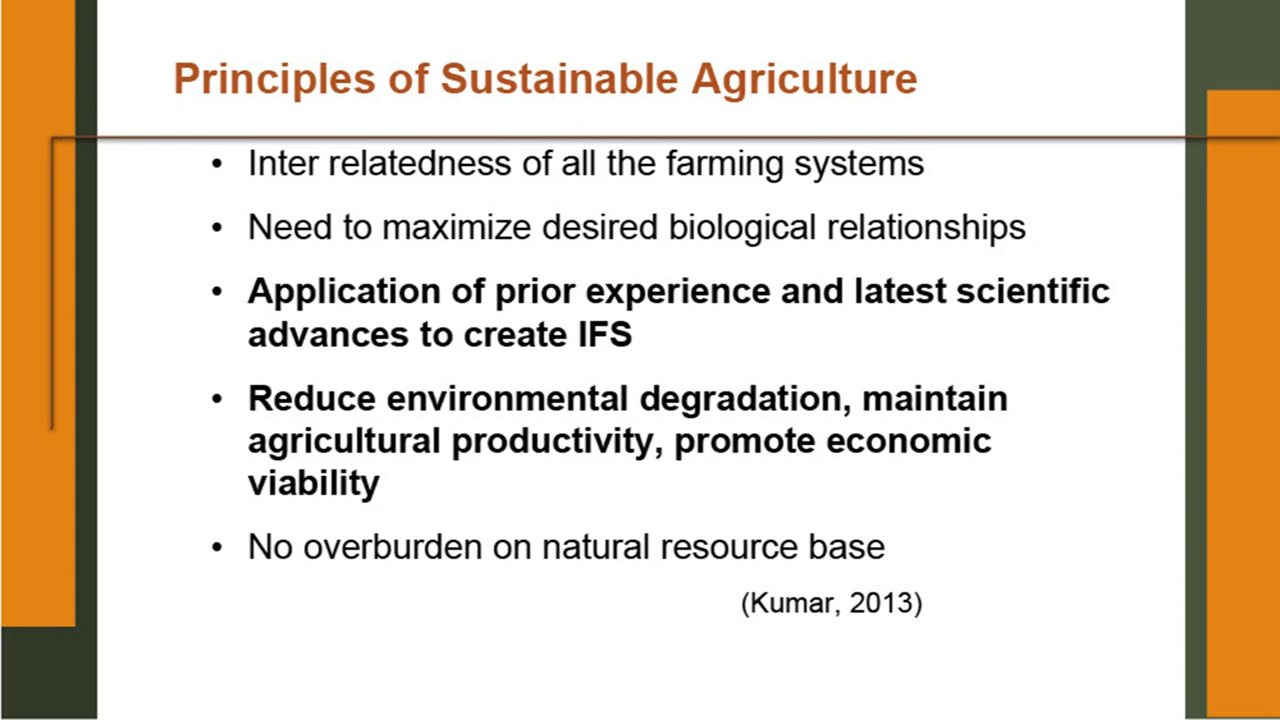 Principles of Sustainable Agriculture
• Inter relatedness of all the farming systems
• Need to maximize desired biological relationships
• Application of prior experience and latest scientific
advances to create IFS
• Reduce environmental degradation, maintain
agricultural productivity, promote economic
viability
• No overburden on natural resource base
(Kumar, 2013)